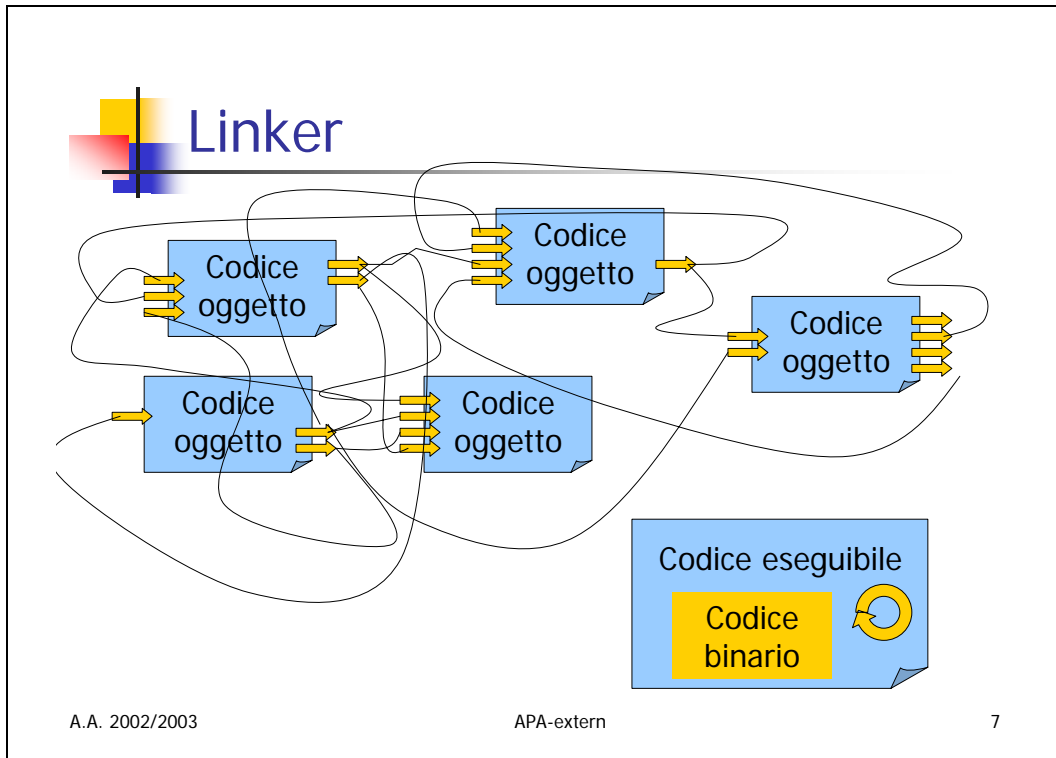 Linker
Codice
oggetto
Codice
oggetto
Codice
oggetto
Codice
oggetto
Codice
oggetto
Codice eseguibile
Codice
binario
A.A. 2002/2003
APA-extern
7